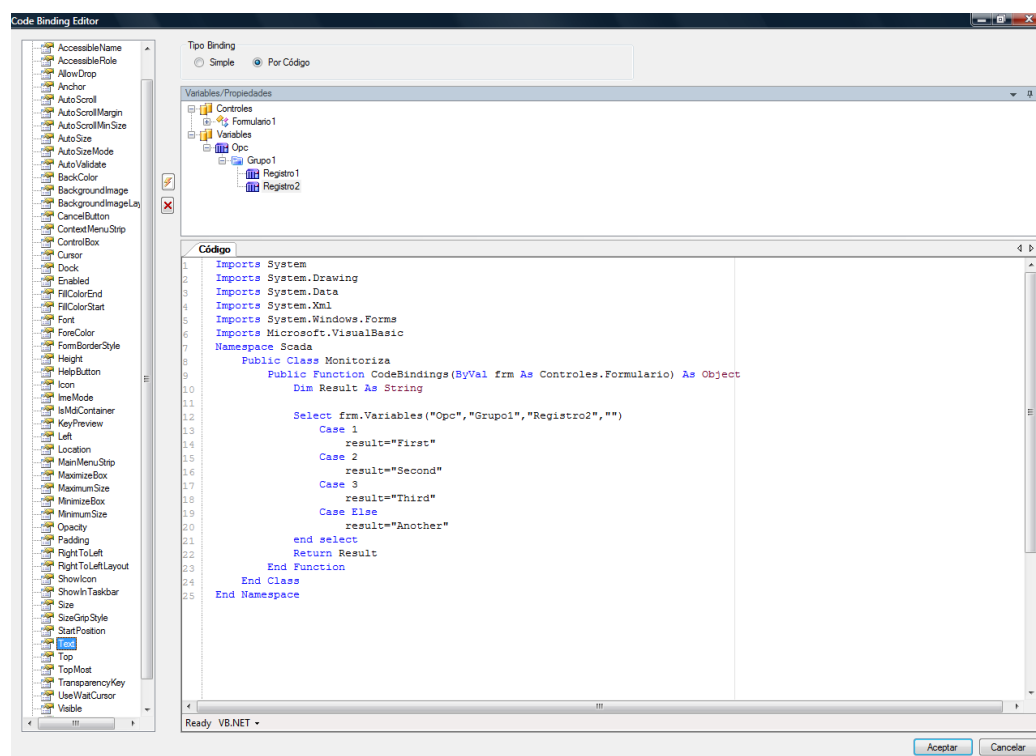 Code Binding Editor
AccessibleName
AccessibleRole
AllowDrop
Anchor
AutoScroll
AutoScrollMargin
AutoScrollMinSize
AutoSize
AutoSizeMode
AutoValidate
BackColor
BackgroundImage
BackgroundImageLay
CancelButton
ContextMenuStrip
ControlBox
Cursor
Dock
Enabled
FillColorEnd
FillColorStart
Font
ForeColor
FormBorderStyle
Height
HelpButton
Icon
ImeMode
IsMdiContainer
KeyPreview
Left
Location
MainMenuStrip
MaximizeBox
MaximumSize
MinimizeBox
MinimumSize
Opacity
Padding
RightToLeft
RightToLeftLayout
ShowIcon
ShowInTaskbar
Size
SizeGripStyle
StartPosition
Text
Top
TopMost
TransparencyKey
UseWaitCursor
Visible
Tipo Binding
Simple
Por Código
Variables/Propiedades
Controles
Formulario1
Variables
Opc
Grupo1
Registro1
Registro2
Código
1 Imports System
2 Imports System.Drawing
3 Imports System.Data
4 Imports System.Xml
5 Imports System.Windows.Forms
6 Imports Microsoft.VisualBasic
7 Namespace Scada
8 Public Class Monitoriza
9 Public Function CodeBindings(ByVal frm As Controles.Formulario) As Object
10 Dim Result As String
11
12 Select frm.Variables("Opc","Grupo1","Registro2","")
13 Case 1
14 result="First"
15 Case 2
16 result="Second"
17 Case 3
18 result="Third"
19 Case Else
20 result="Another"
21 end select
22 Return Result
23 End Function
24 End Class
25 End Namespace
Ready VB.NET
Aceptar
Cancelar